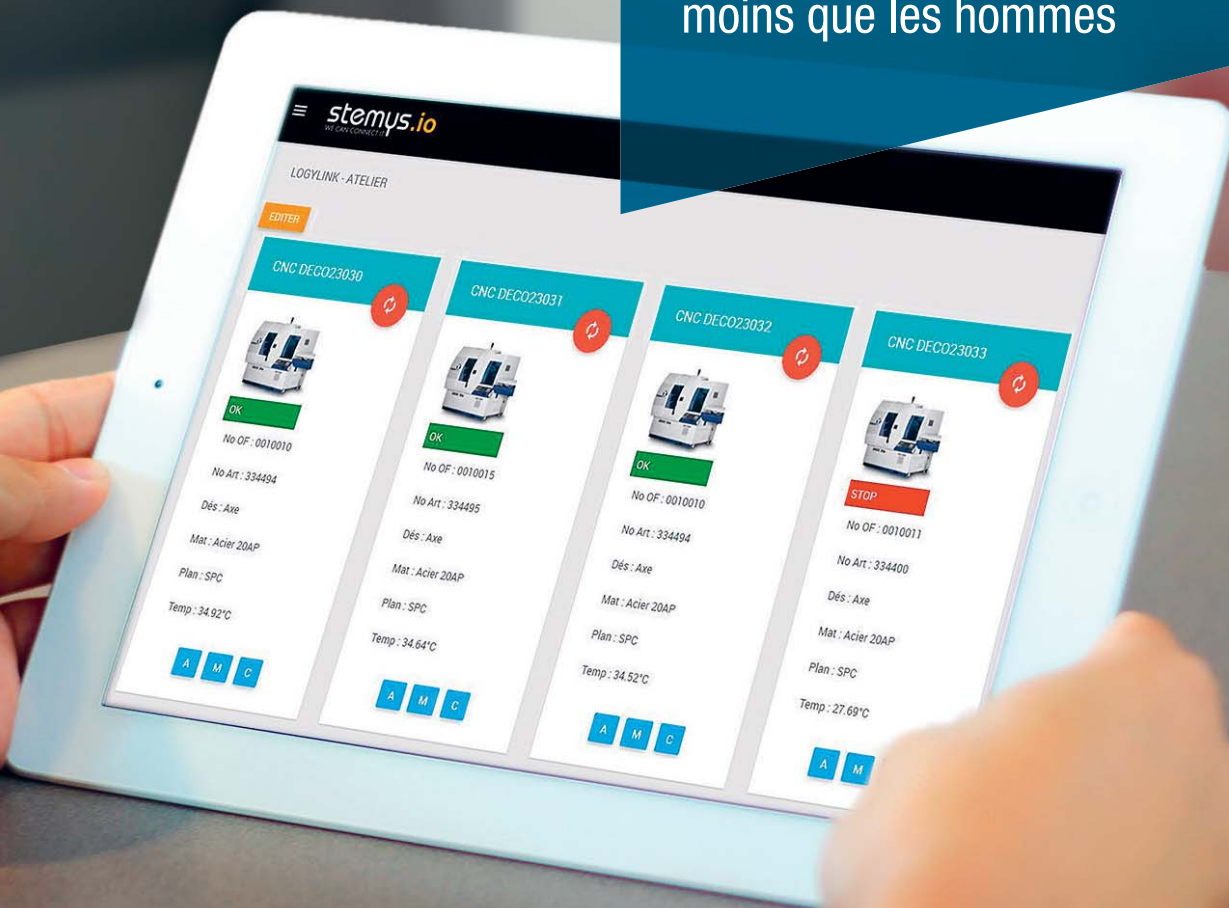 moins que les hommes
stemys.io
WE CAN CONNECT IT
LOGYLINK - ATELIER
EDITER
CNC DECO23030
OK
No OF : 0010010
No Art : 334494
Dés : Axe
Mat : Acier 20AP
Plan : SPC
Temp : 34.92°C
A M C
CNC DECO23031
OK
No OF : 0010015
No Art : 334495
Dés : Axe
Mat : Acier 20AP
Plan : SPC
Temp : 34.64°C
A M C
CNC DECO23032
OK
No OF : 0010010
No Art : 334494
Dés : Axe
Mat : Acier 20AP
Plan : SPC
Temp : 34.52°C
A M C
CNC DECO23033
STOP
No OF : 0010011
No Art : 334400
Dés : Axe
Mat : Acier 20AP
Plan : SPC
Temp : 27.69°C
A M